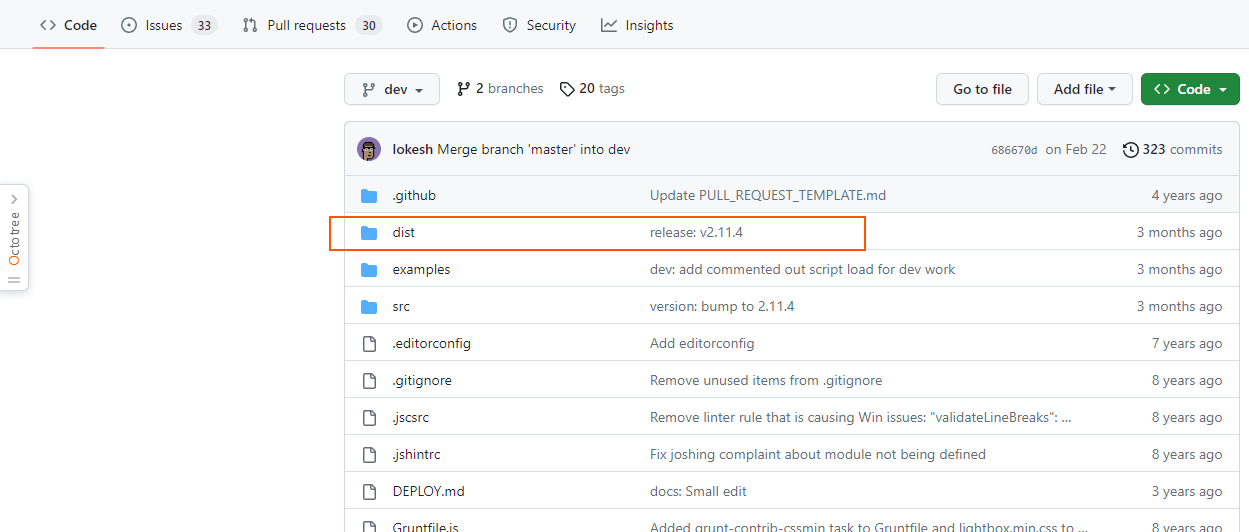 Code Issues 33 Pull requests 30 Actions Security Insights
dev 2 branches 20 tags Go to file Add file Code
lokesh Merge branch 'master' into dev 686670d on Feb 22 323 commits
.github Update PULL_REQUEST_TEMPLATE.md 4 years ago
dist release: v2.11.4 3 months ago
examples dev: add commented out script load for dev work 3 months ago
src version: bump to 2.11.4 3 months ago
.editorconfig Add editorconfig 7 years ago
.gitignore Remove unused items from .gitignore 8 years ago
.jscsrc Remove linter rule that is causing Win issues: "validateLineBreaks": … 8 years ago
.jshintrc Fix joshing complaint about module not being defined 8 years ago
DEPLOY.md docs: Small edit 3 years ago
Gruntfile.js Added grunt-contrib-cssmin task to Gruntfile and lightbox.min.css to … 8 years ago
Octotree